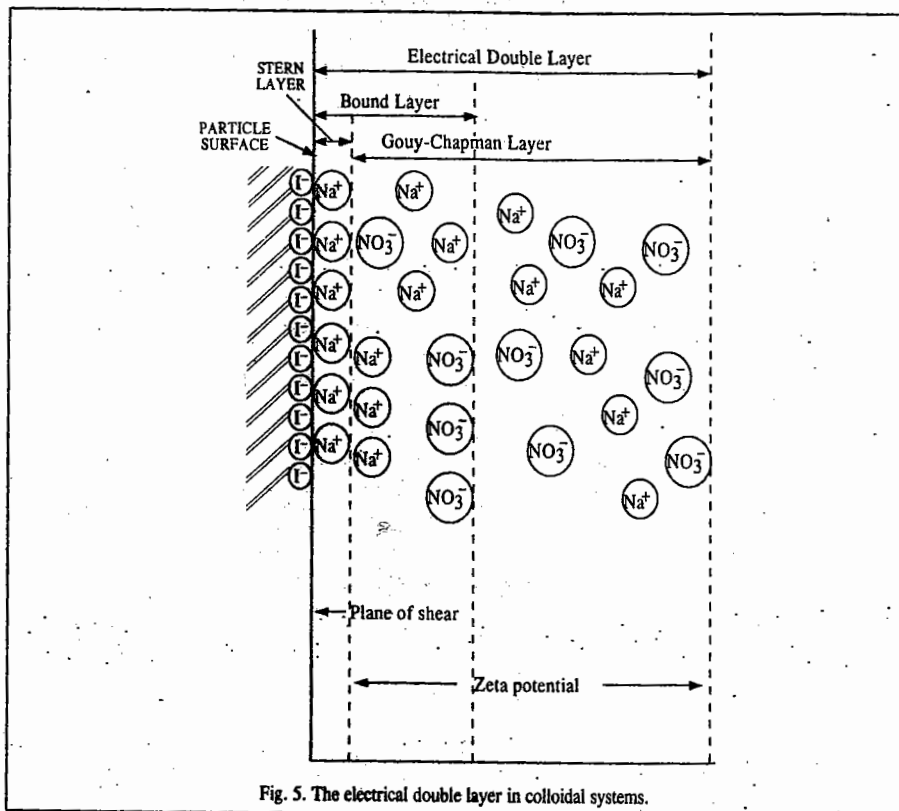 Electrical Double Layer
STERN
LAYER
Bound Layer
PARTICLE
SURFACE
Gouy-Chapman Layer
I⁻ Na⁺ Na⁺
I⁻ Na⁺
I⁻ Na⁺ NO₃⁻ Na⁺ NO₃⁻ NO₃⁻
I⁻
I⁻ Na⁺ Na⁺ Na⁺ Na⁺
I⁻
I⁻ Na⁺ Na⁺ NO₃⁻ NO₃⁻ Na⁺ NO₃⁻
I⁻ Na⁺ Na⁺
I⁻ Na⁺
I⁻ Na⁺ Na⁺ NO₃⁻ NO₃⁻ NO₃⁻
I⁻ NO₃⁻ Na⁺
Plane of shear
Zeta potential
Fig. 5. The electrical double layer in colloidal systems.